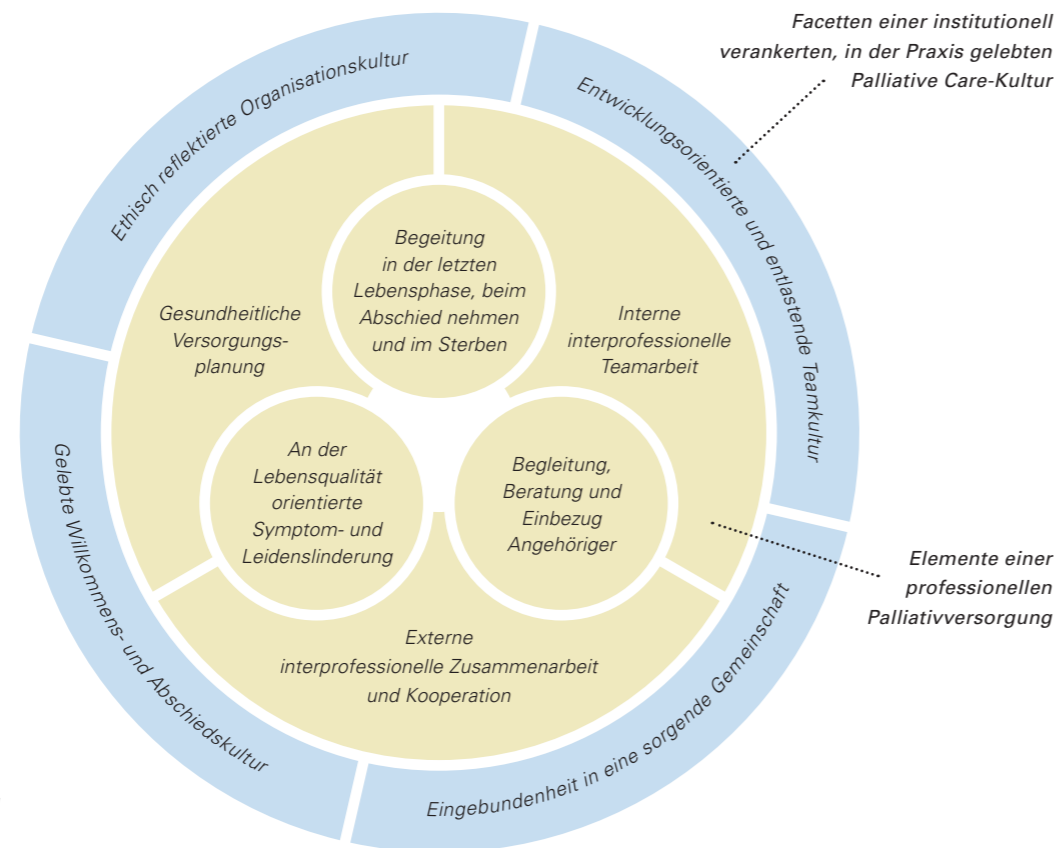 Facetten einer institutionell
verankerten, in der Praxis gelebten
Palliative Care-Kultur
Ethisch reflektierte Organisationskultur
Entwicklungsorientierte und entlastende Teamkultur
Begeitung
in der letzten
Lebensphase, beim
Abschied nehmen
und im Sterben
Gesundheitliche
Versorgungs-
planung
Interne
interprofessionelle
Teamarbeit
An der
Lebensqualität
orientierte
Symptom- und
Leidenslinderung
Begleitung,
Beratung und
Einbezug
Angehöriger
Elemente einer
professionellen
Palliativversorgung
Externe
interprofessionelle Zusammenarbeit
und Kooperation
Gelebte Willkommens- und Abschiedskultur
Eingebundenheit in eine sorgende Gemeinschaft